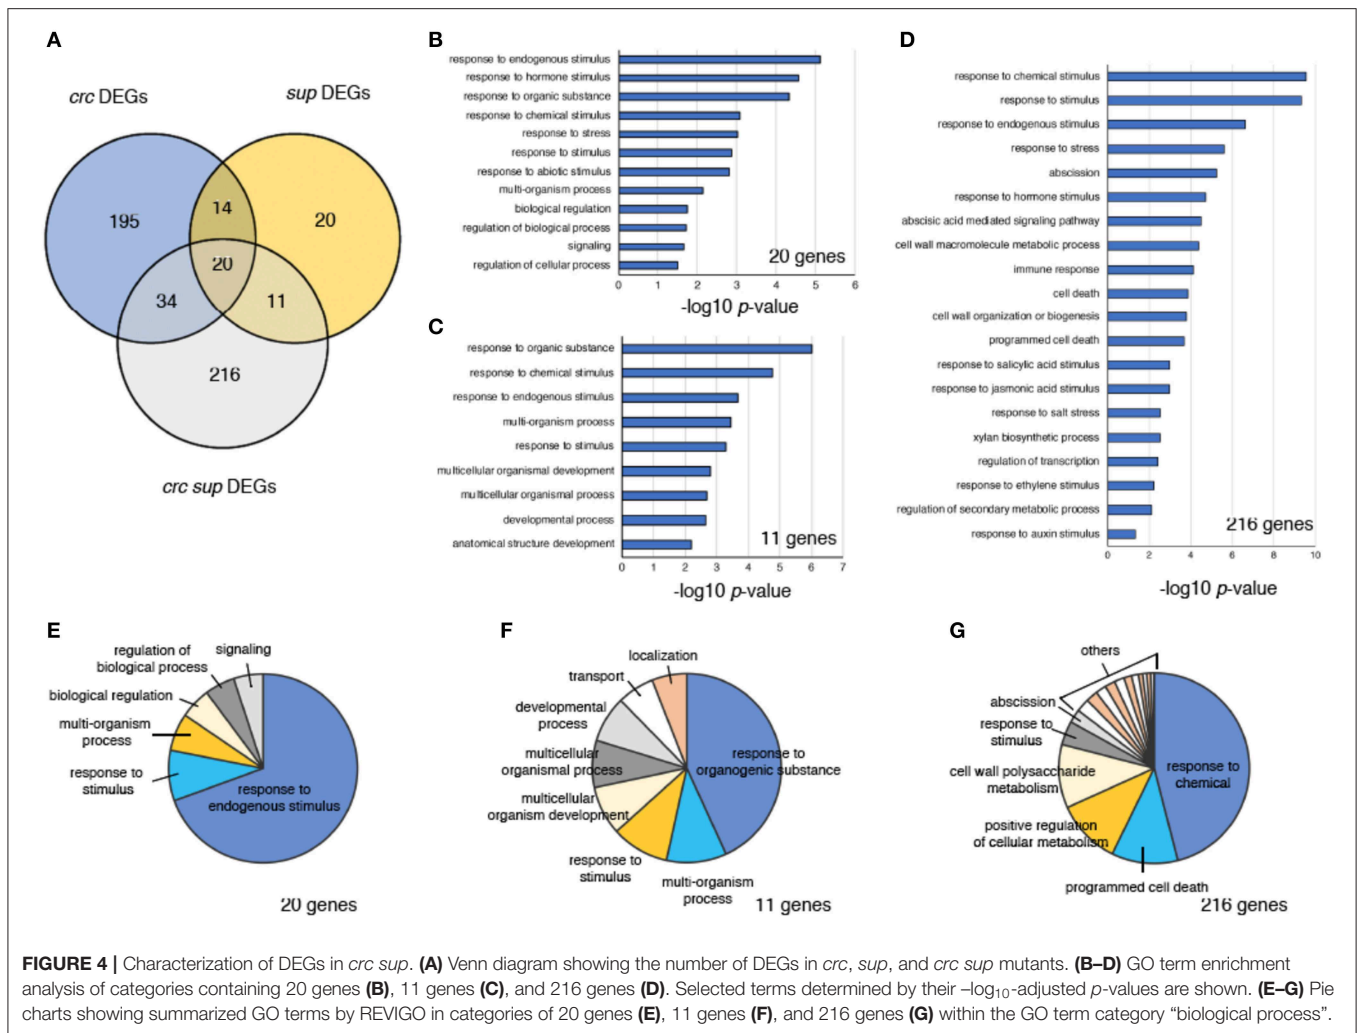 A
crc DEGs
sup DEGs
195
14
20
20
34
11
216
crc sup DEGs
B
response to endogenous stimulus
response to hormone stimulus
response to organic substance
response to chemical stimulus
response to stress
response to stimulus
response to abiotic stimulus
multi-organism process
biological regulation
regulation of biological process
signaling
regulation of cellular process
20 genes
0 1 2 3 4 5 6
-log10 p-value
C
response to organic substance
response to chemical stimulus
response to endogenous stimulus
multi-organism process
response to stimulus
multicellular organismal development
multicellular organismal process
developmental process
anatomical structure development
11 genes
0 1 2 3 4 5 6 7
-log10 p-value
D
response to chemical stimulus
response to stimulus
response to endogenous stimulus
response to stress
abscission
response to hormone stimulus
abscisic acid mediated signaling pathway
cell wall macromolecule metabolic process
immune response
cell death
cell wall organization or biogenesis
programmed cell death
response to salicylic acid stimulus
response to jasmonic acid stimulus
response to salt stress
xylan biosynthetic process
regulation of transcription
response to ethylene stimulus
regulation of secondary metabolic process
response to auxin stimulus
216 genes
0 2 4 6 8 10
-log10 p-value
E
regulation of
biological process
signaling
biological regulation
multi-organism
process
response to
stimulus
response to
endogenous stimulus
20 genes
F
localization
transport
developmental
process
multicellular
organismal process
multicellular
organism development
response to
stimulus
multi-organism
process
response to
organogenic substance
11 genes
G
others
abscission
response to
stimulus
cell wall polysaccharide
metabolism
positive regulation
of cellular metabolism
programmed cell death
response to
chemical
216 genes
FIGURE 4 | Characterization of DEGs in crc sup. (A) Venn diagram showing the number of DEGs in crc, sup, and crc sup mutants. (B–D) GO term enrichment
analysis of categories containing 20 genes (B), 11 genes (C), and 216 genes (D). Selected terms determined by their –log10-adjusted p-values are shown. (E–G) Pie
charts showing summarized GO terms by REVIGO in categories of 20 genes (E), 11 genes (F), and 216 genes (G) within the GO term category “biological process”.